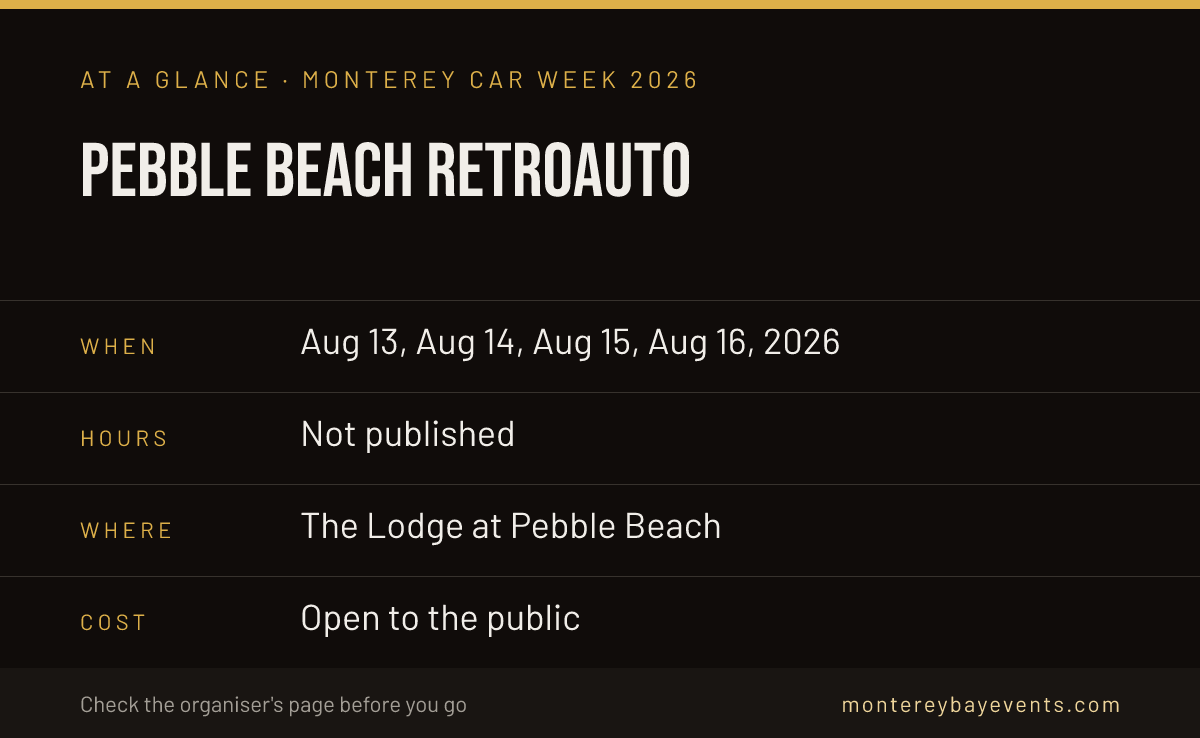 AT A GLANCE · MONTEREY CAR WEEK 2026
PEBBLE BEACH RETROAUTO
WHEN Aug 13, Aug 14, Aug 15, Aug 16, 2026
HOURS Not published
WHERE The Lodge at Pebble Beach
COST Open to the public
Check the organiser's page before you go montereybayevents.com